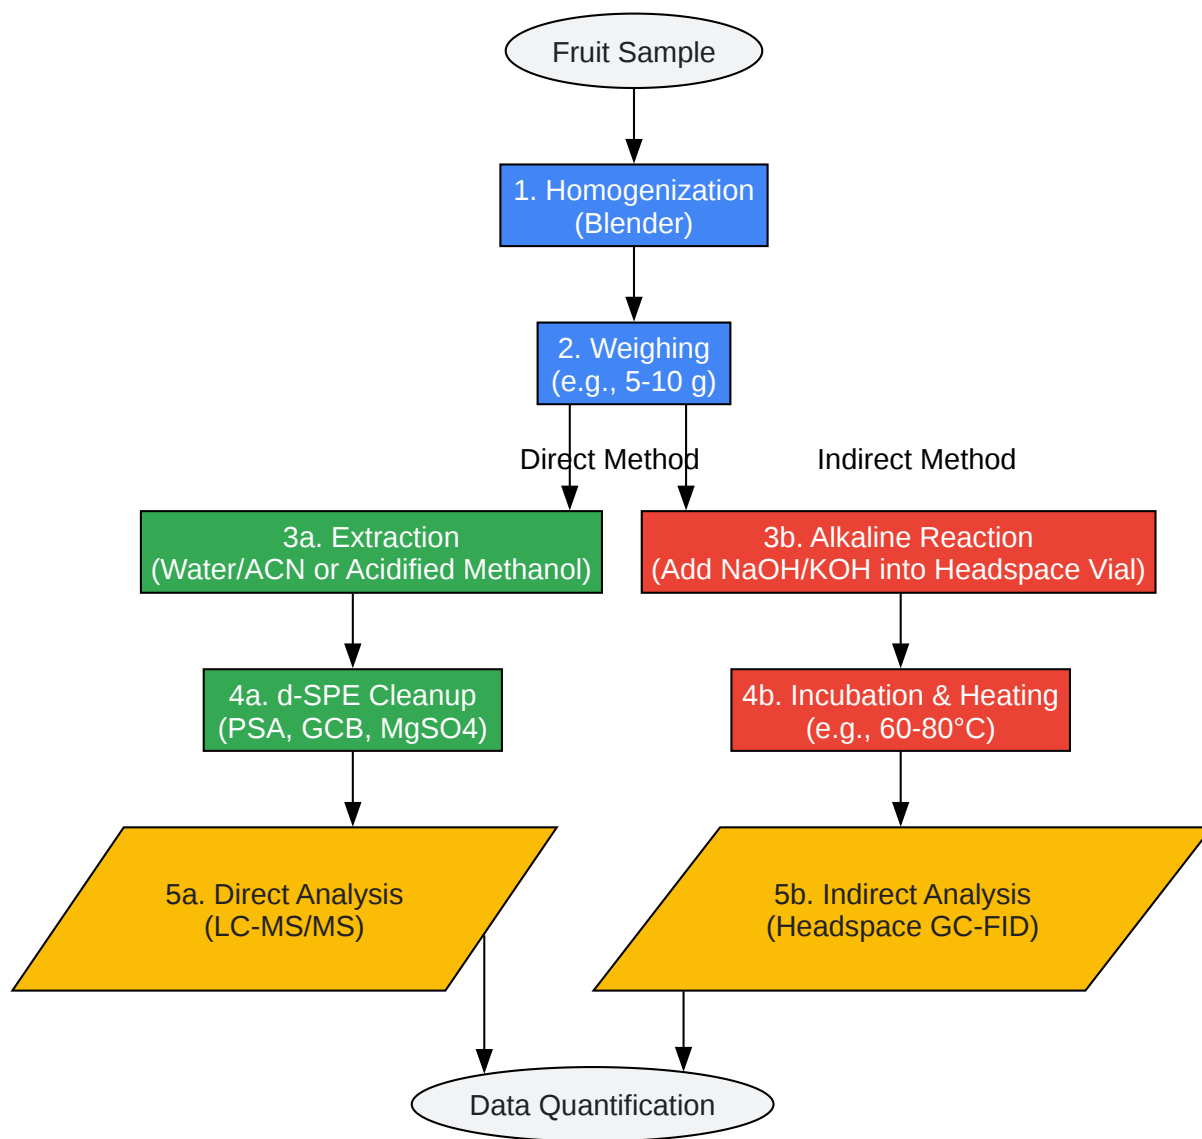 Fruit Sample
1. Homogenization
(Blender)
2. Weighing
(e.g., 5-10 g)
Direct Method
Indirect Method
3a. Extraction
(Water/ACN or Acidified Methanol)
3b. Alkaline Reaction
(Add NaOH/KOH into Headspace Vial)
4a. d-SPE Cleanup
(PSA, GCB, MgSO4)
4b. Incubation & Heating
(e.g., 60-80°C)
5a. Direct Analysis
(LC-MS/MS)
5b. Indirect Analysis
(Headspace GC-FID)
Data Quantification